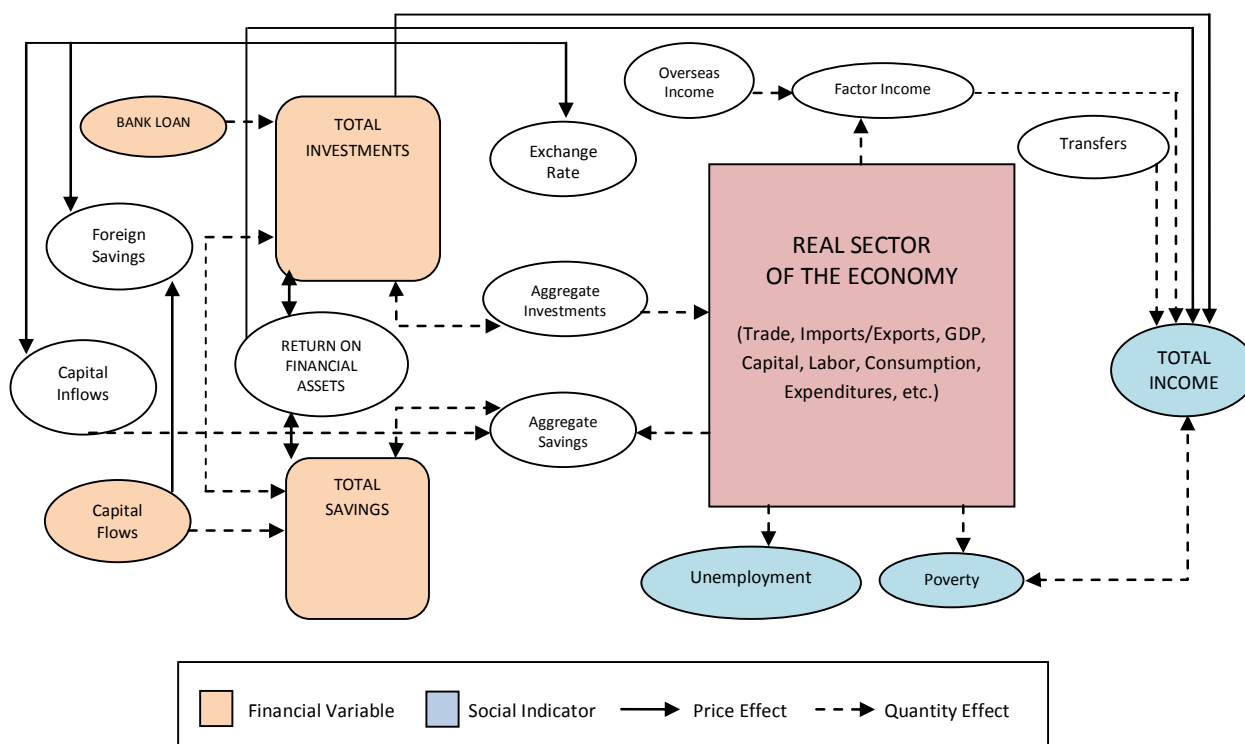 Overseas
Income
Factor Income
BANK LOAN
TOTAL
INVESTMENTS
Exchange
Rate
Transfers
Foreign
Savings
REAL SECTOR
OF THE ECONOMY
(Trade, Imports/Exports, GDP,
Capital, Labor, Consumption,
Expenditures, etc.)
Aggregate
Investments
RETURN ON
FINANCIAL
ASSETS
Capital
Inflows
TOTAL
INCOME
Aggregate
Savings
TOTAL
SAVINGS
Capital
Flows
Unemployment
Poverty
Financial Variable
Social Indicator
Price Effect
Quantity Effect